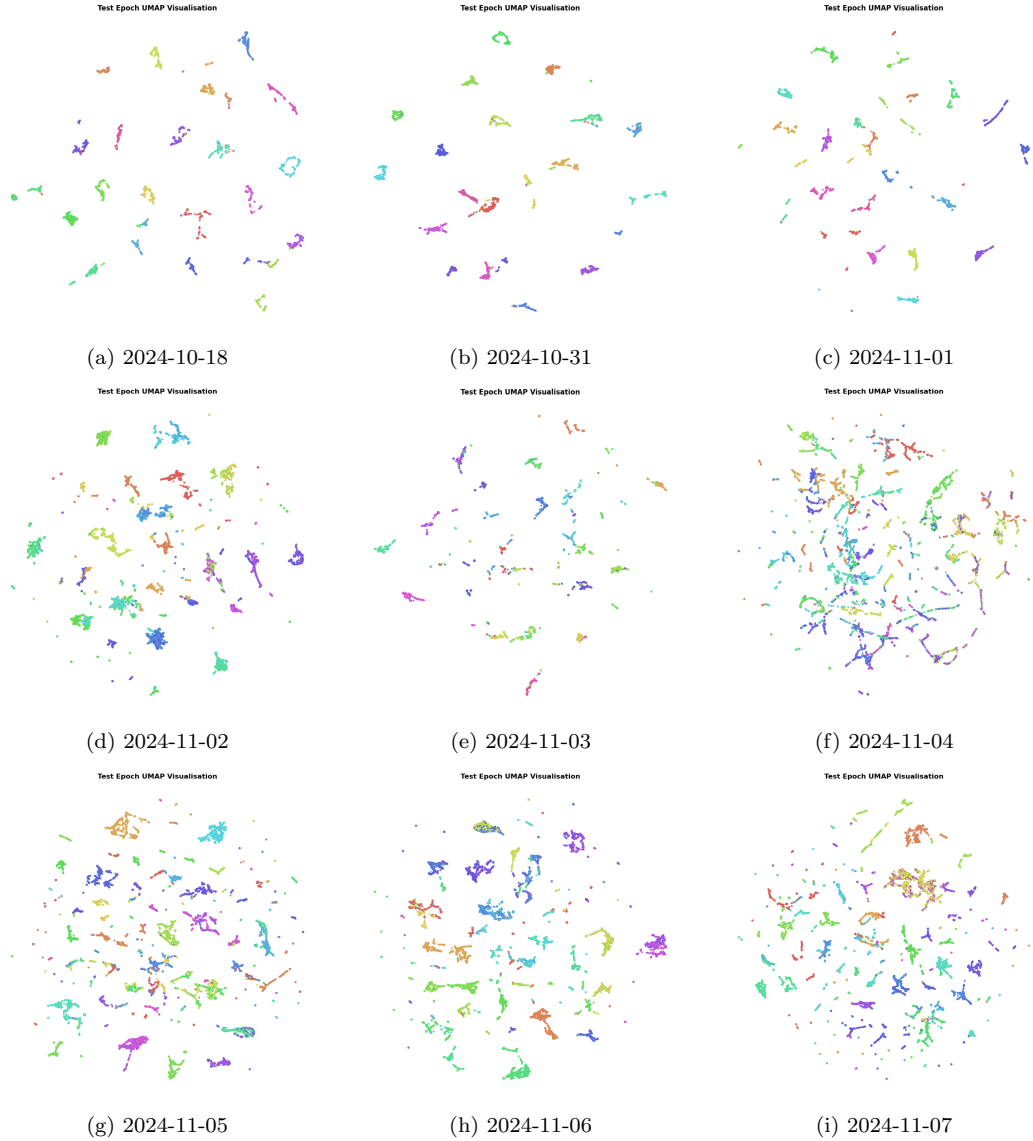 Test Epoch UMAP Visualisation
Test Epoch UMAP Visualisation
Test Epoch UMAP Visualisation
(a) 2024-10-18
(b) 2024-10-31
(c) 2024-11-01
Test Epoch UMAP Visualisation
Test Epoch UMAP Visualisation
Test Epoch UMAP Visualisation
(d) 2024-11-02
(e) 2024-11-03
(f) 2024-11-04
Test Epoch UMAP Visualisation
Test Epoch UMAP Visualisation
Test Epoch UMAP Visualisation
(g) 2024-11-05
(h) 2024-11-06
(i) 2024-11-07